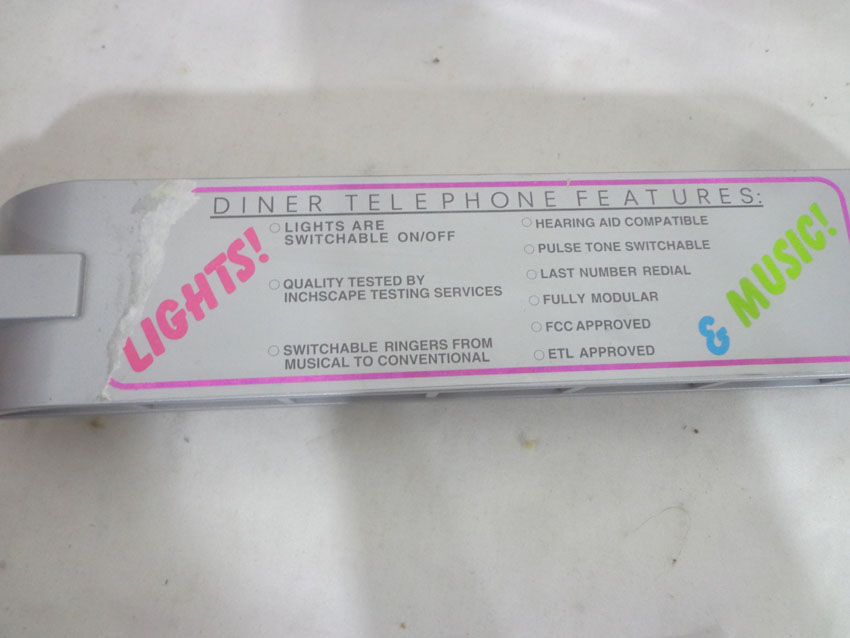 DINER TELEPHONE FEATURES:
LIGHTS!
LIGHTS ARE
SWITCHABLE ON/OFF
QUALITY TESTED BY
INCHSCAPE TESTING SERVICES
SWITCHABLE RINGERS FROM
MUSICAL TO CONVENTIONAL
HEARING AID COMPATIBLE
PULSE TONE SWITCHABLE
LAST NUMBER REDIAL
FULLY MODULAR
FCC APPROVED
ETL APPROVED
& MUSIC!